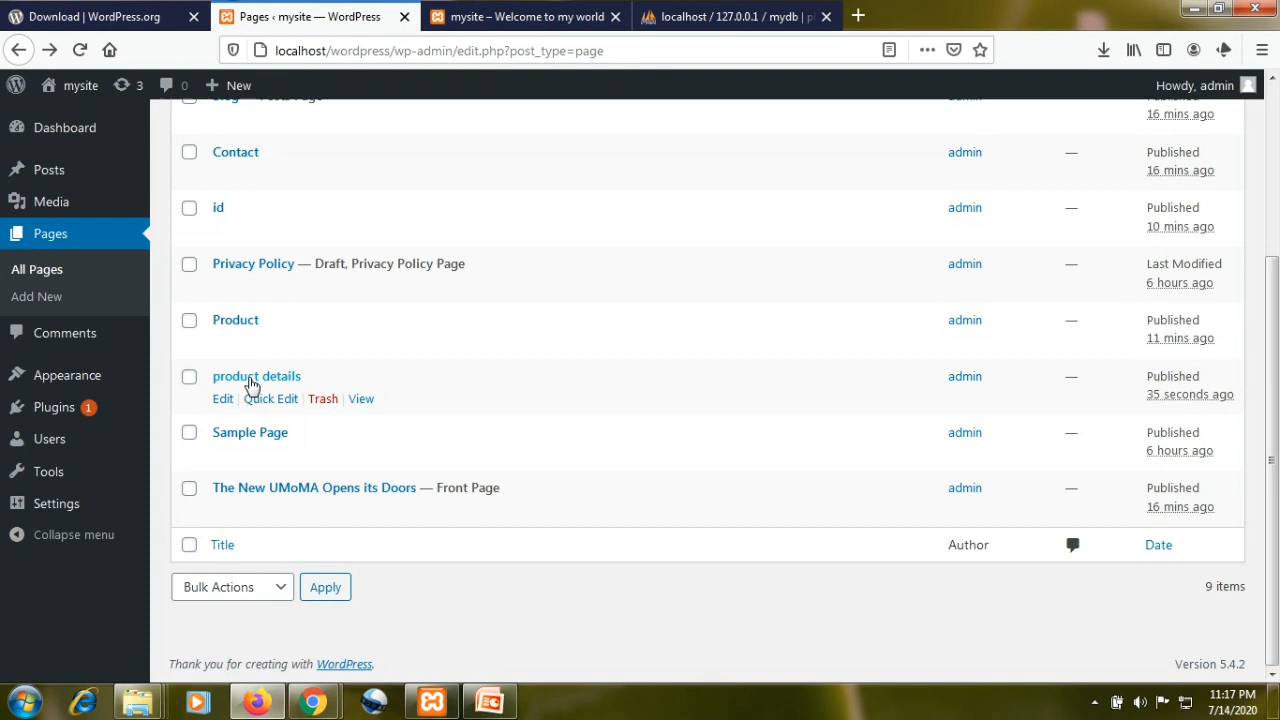 Download | WordPress.org
Pages ‹ mysite — WordPress
mysite – Welcome to my world
localhost / 127.0.0.1 / mydb | p
localhost/wordpress/wp-admin/edit.php?post_type=page
mysite
3
0
New
Howdy, admin
Dashboard
Posts
Media
Pages
All Pages
Add New
Comments
Appearance
Plugins 1
Users
Tools
Settings
Collapse menu
Blog — Posts Page
Published
16 mins ago
Contact
admin
—
Published
16 mins ago
id
admin
—
Published
10 mins ago
Privacy Policy — Draft, Privacy Policy Page
admin
—
Last Modified
6 hours ago
Product
admin
—
Published
11 mins ago
product details
admin
—
Published
35 seconds ago
Edit | Quick Edit | Trash | View
Sample Page
admin
—
Published
6 hours ago
The New UMoMA Opens its Doors — Front Page
admin
—
Published
16 mins ago
Title
Author
Date
Bulk Actions
Apply
9 items
Thank you for creating with WordPress.
Version 5.4.2
11:17 PM
7/14/2020